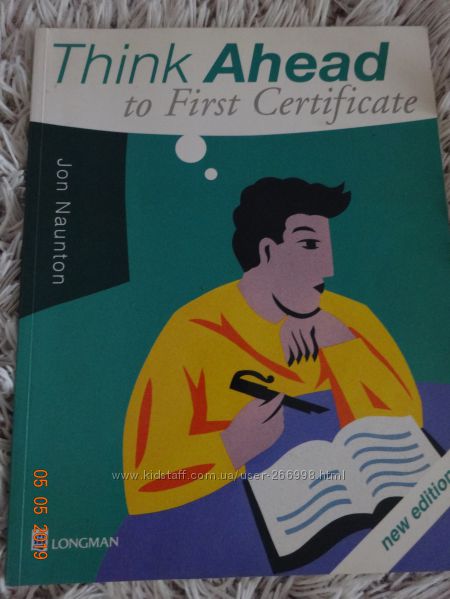 Think Ahead
to First Certificate
Jon Naunton
www.kidstaff.com.ua/user-266998.html
new edition
LONGMAN
05 05 2019